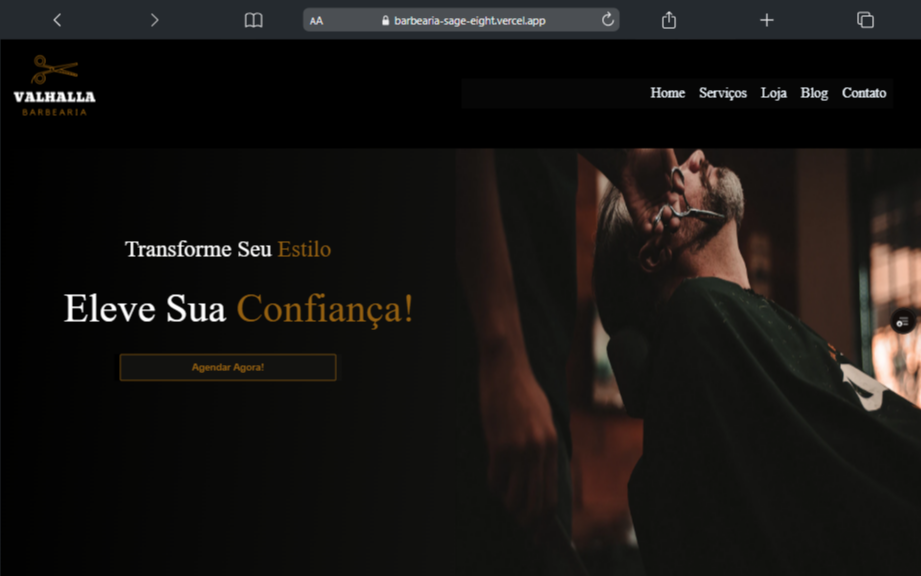 AA
barbearia-sage-eight.vercel.app
VALHALLA
BARBEARIA
Home Serviços Loja Blog Contato
Transforme Seu Estilo
Eleve Sua Confiança!
Agendar Agora!